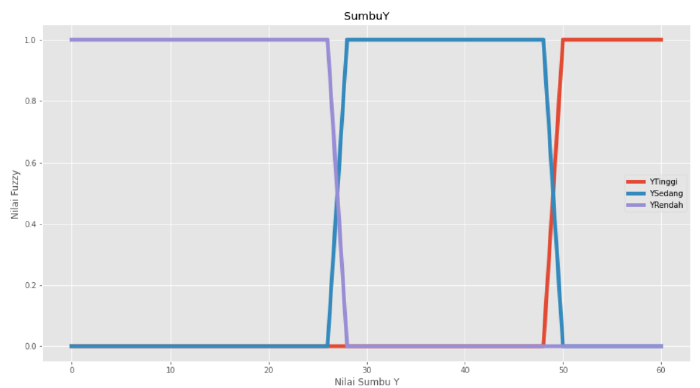 SumbuY
1.0
0.8
0.6
0.4
0.2
0.0
Nilai Fuzzy
YTinggi
YSedang
YRendah
0 10 20 30 40 50 60
Nilai Sumbu Y